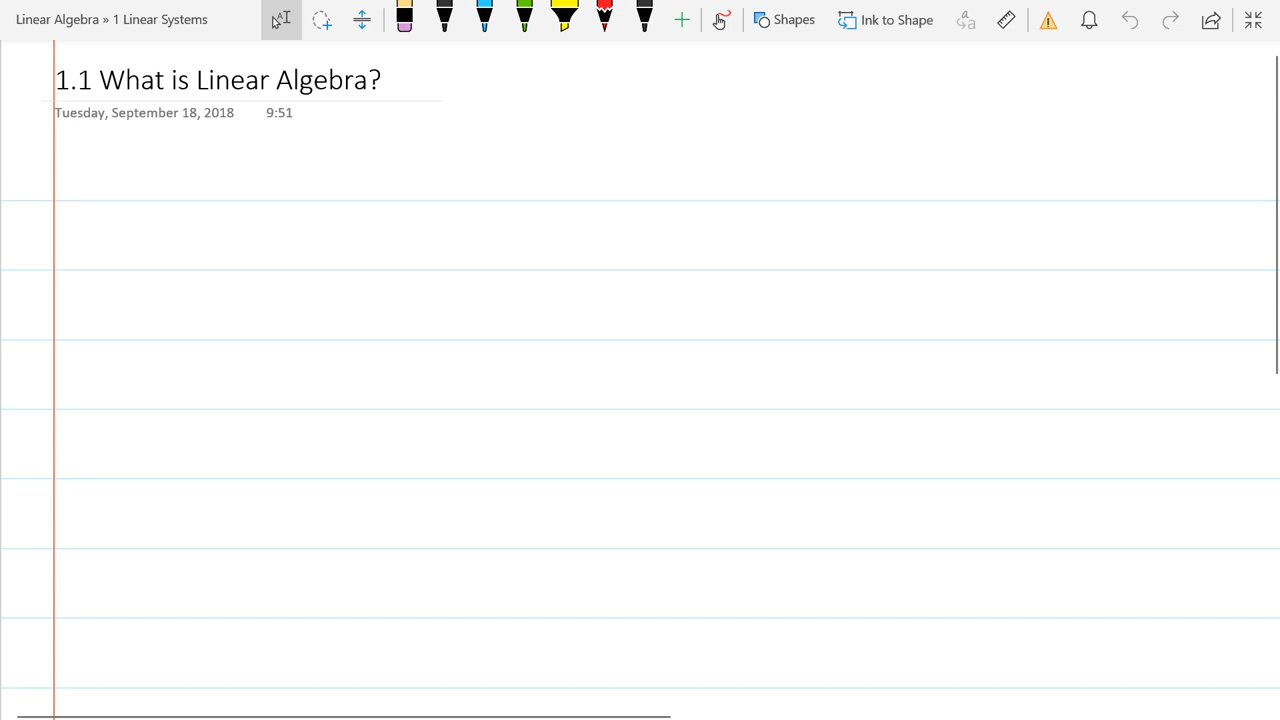 Linear Algebra » 1 Linear Systems
Shapes
Ink to Shape
1.1 What is Linear Algebra?
Tuesday, September 18, 2018 9:51